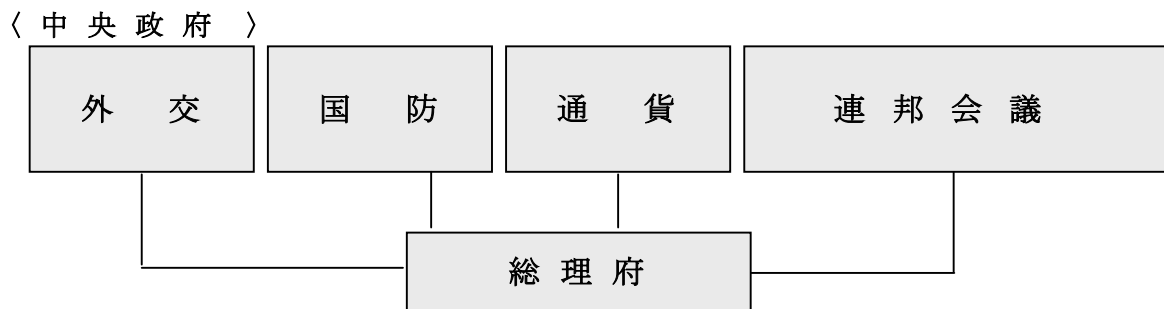 〈 中 央 政 府 〉
外 交
国 防
通 貨
連 邦 会 議
総 理 府